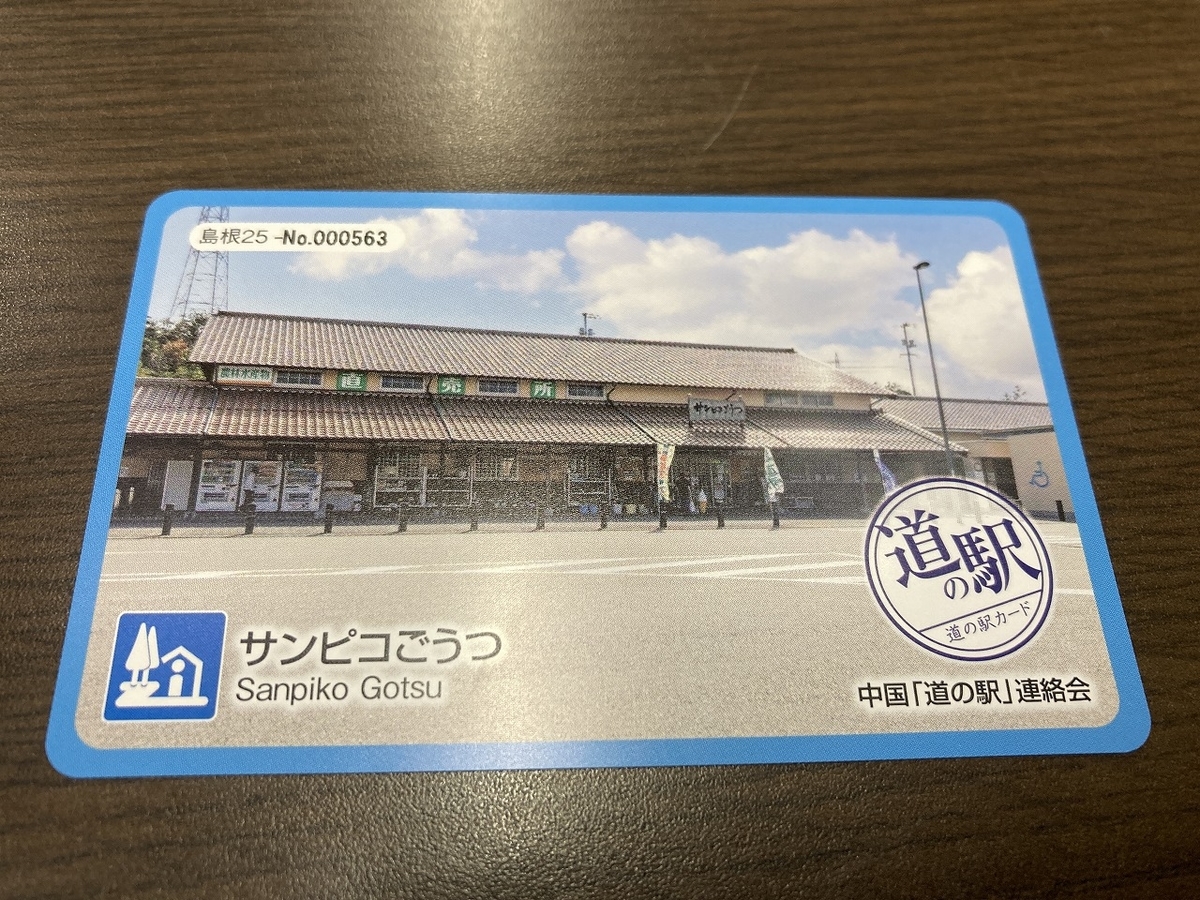 島根25-No.000563
農林水産物
直売所
サンピコごうつ
道の駅
道の駅カード
サンピコごうつ
Sanpiko Gotsu
中国「道の駅」連絡会